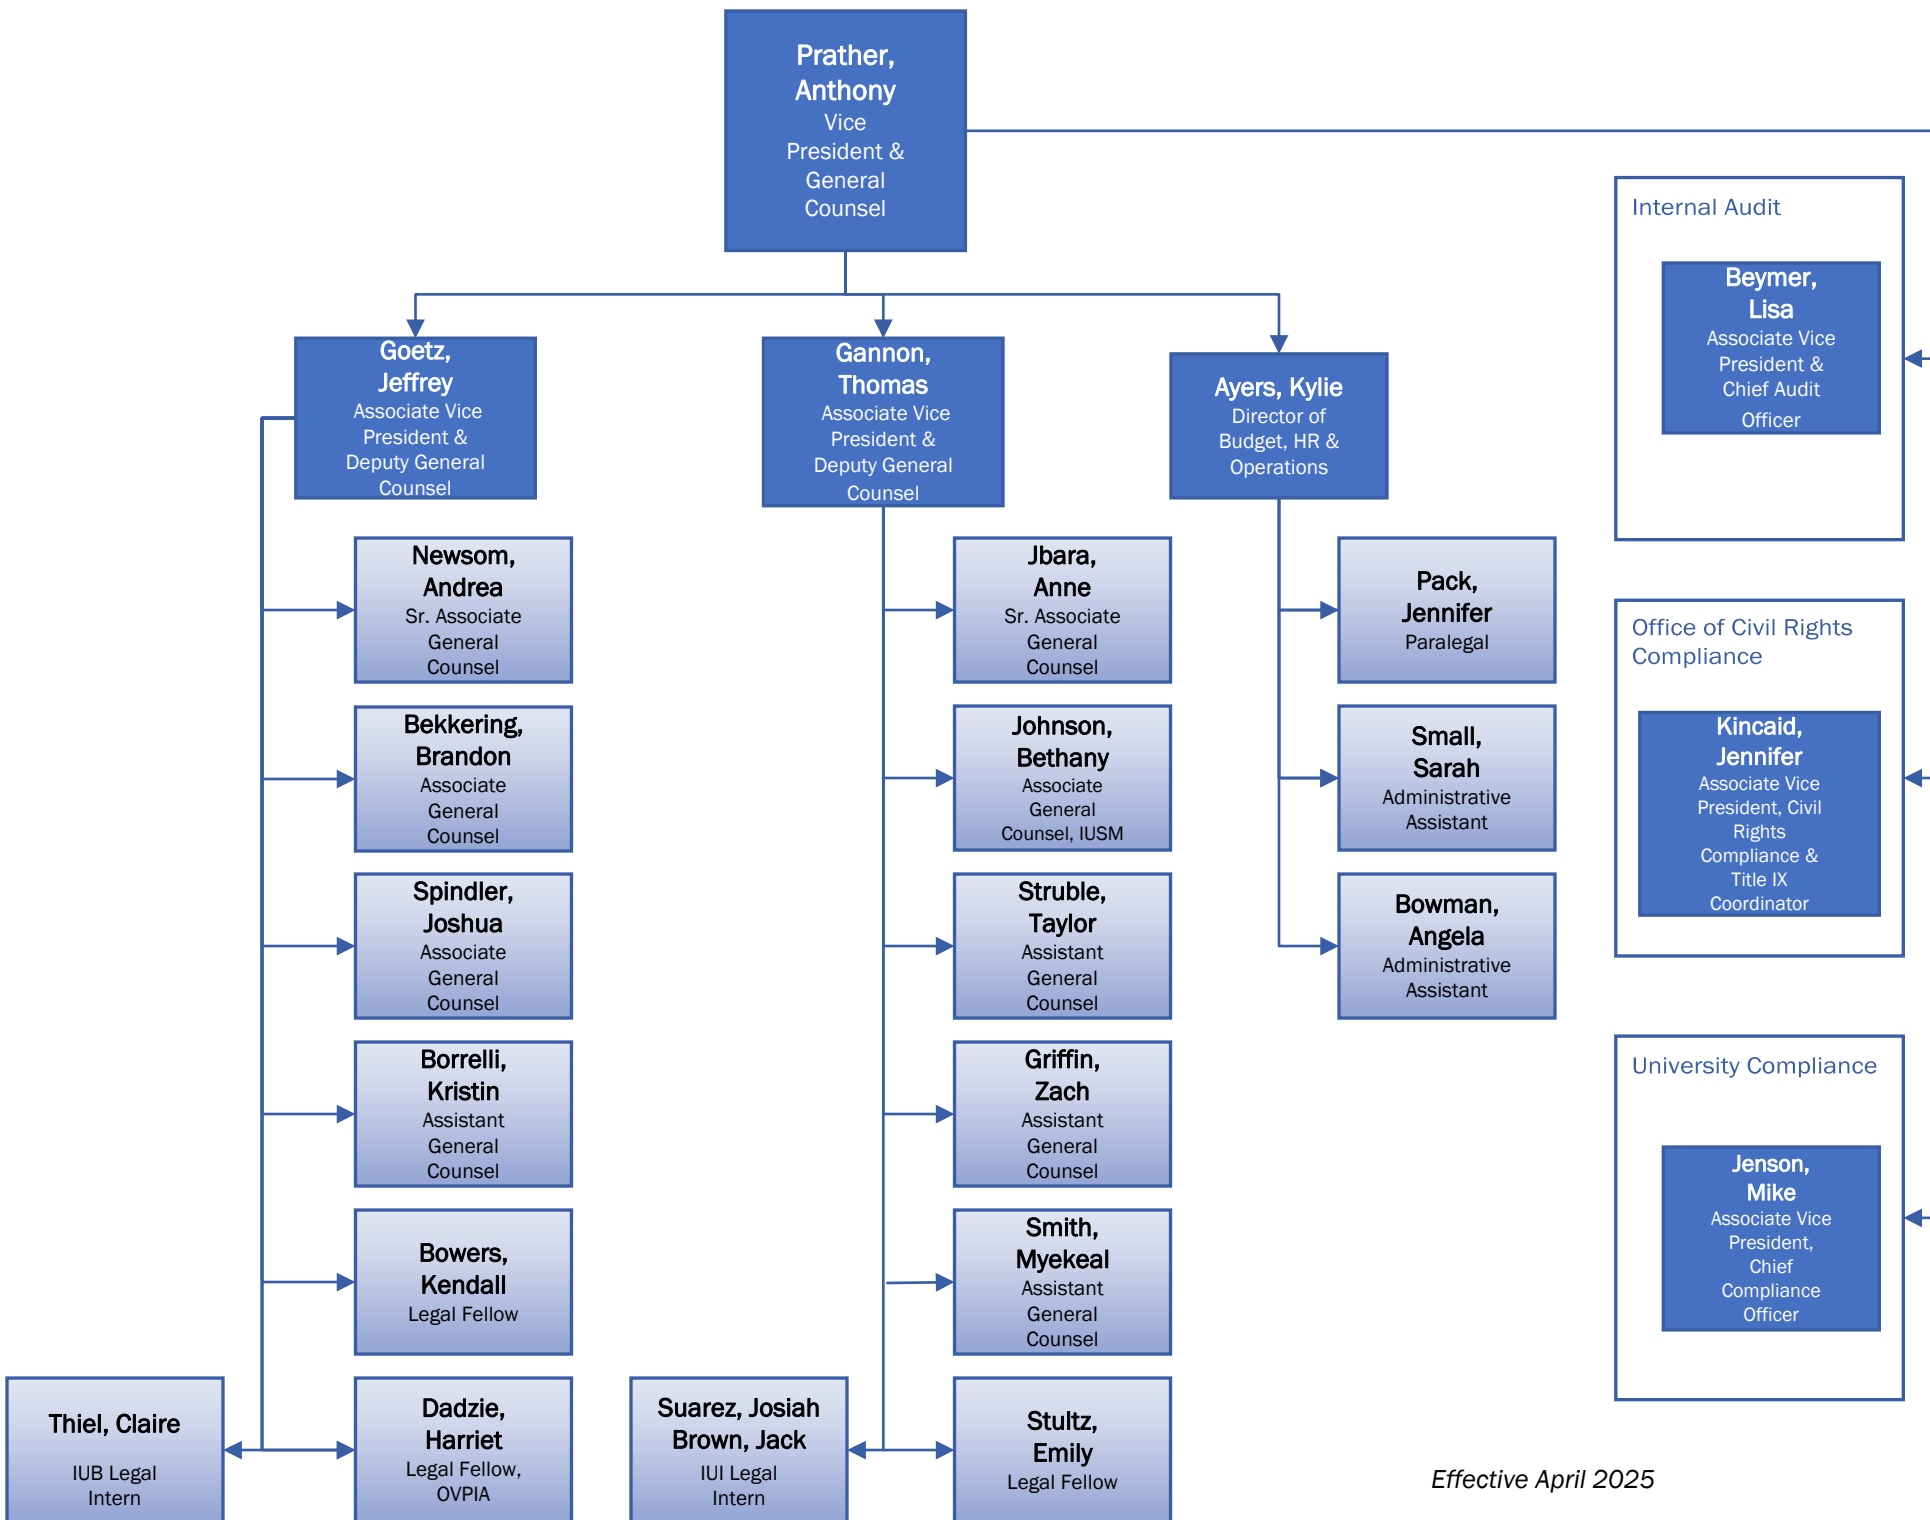 Prather,
Anthony
Vice
President &
General
Counsel
Goetz,
Jeffrey
Associate Vice
President &
Deputy General
Counsel
Gannon,
Thomas
Associate Vice
President &
Deputy General
Counsel
Ayers, Kylie
Director of
Budget, HR &
Operations
Newsom,
Andrea
Sr. Associate
General
Counsel
Bekkering,
Brandon
Associate
General
Counsel
Spindler,
Joshua
Associate
General
Counsel
Borrelli,
Kristin
Assistant
General
Counsel
Bowers,
Kendall
Legal Fellow
Thiel, Claire
IUB Legal
Intern
Dadzie,
Harriet
Legal Fellow,
OVPIA
Jbara,
Anne
Sr. Associate
General
Counsel
Johnson,
Bethany
Associate
General
Counsel, IUSM
Struble,
Taylor
Assistant
General
Counsel
Griffin,
Zach
Assistant
General
Counsel
Smith,
Myekeal
Assistant
General
Counsel
Suarez, Josiah
Brown, Jack
IUI Legal
Intern
Stultz,
Emily
Legal Fellow
Pack,
Jennifer
Paralegal
Small,
Sarah
Administrative
Assistant
Bowman,
Angela
Administrative
Assistant
Internal Audit
Beymer,
Lisa
Associate Vice
President &
Chief Audit
Officer
Office of Civil Rights
Compliance
Kincaid,
Jennifer
Associate Vice
President, Civil
Rights
Compliance &
Title IX
Coordinator
University Compliance
Jenson,
Mike
Associate Vice
President,
Chief
Compliance
Officer
Effective April 2025